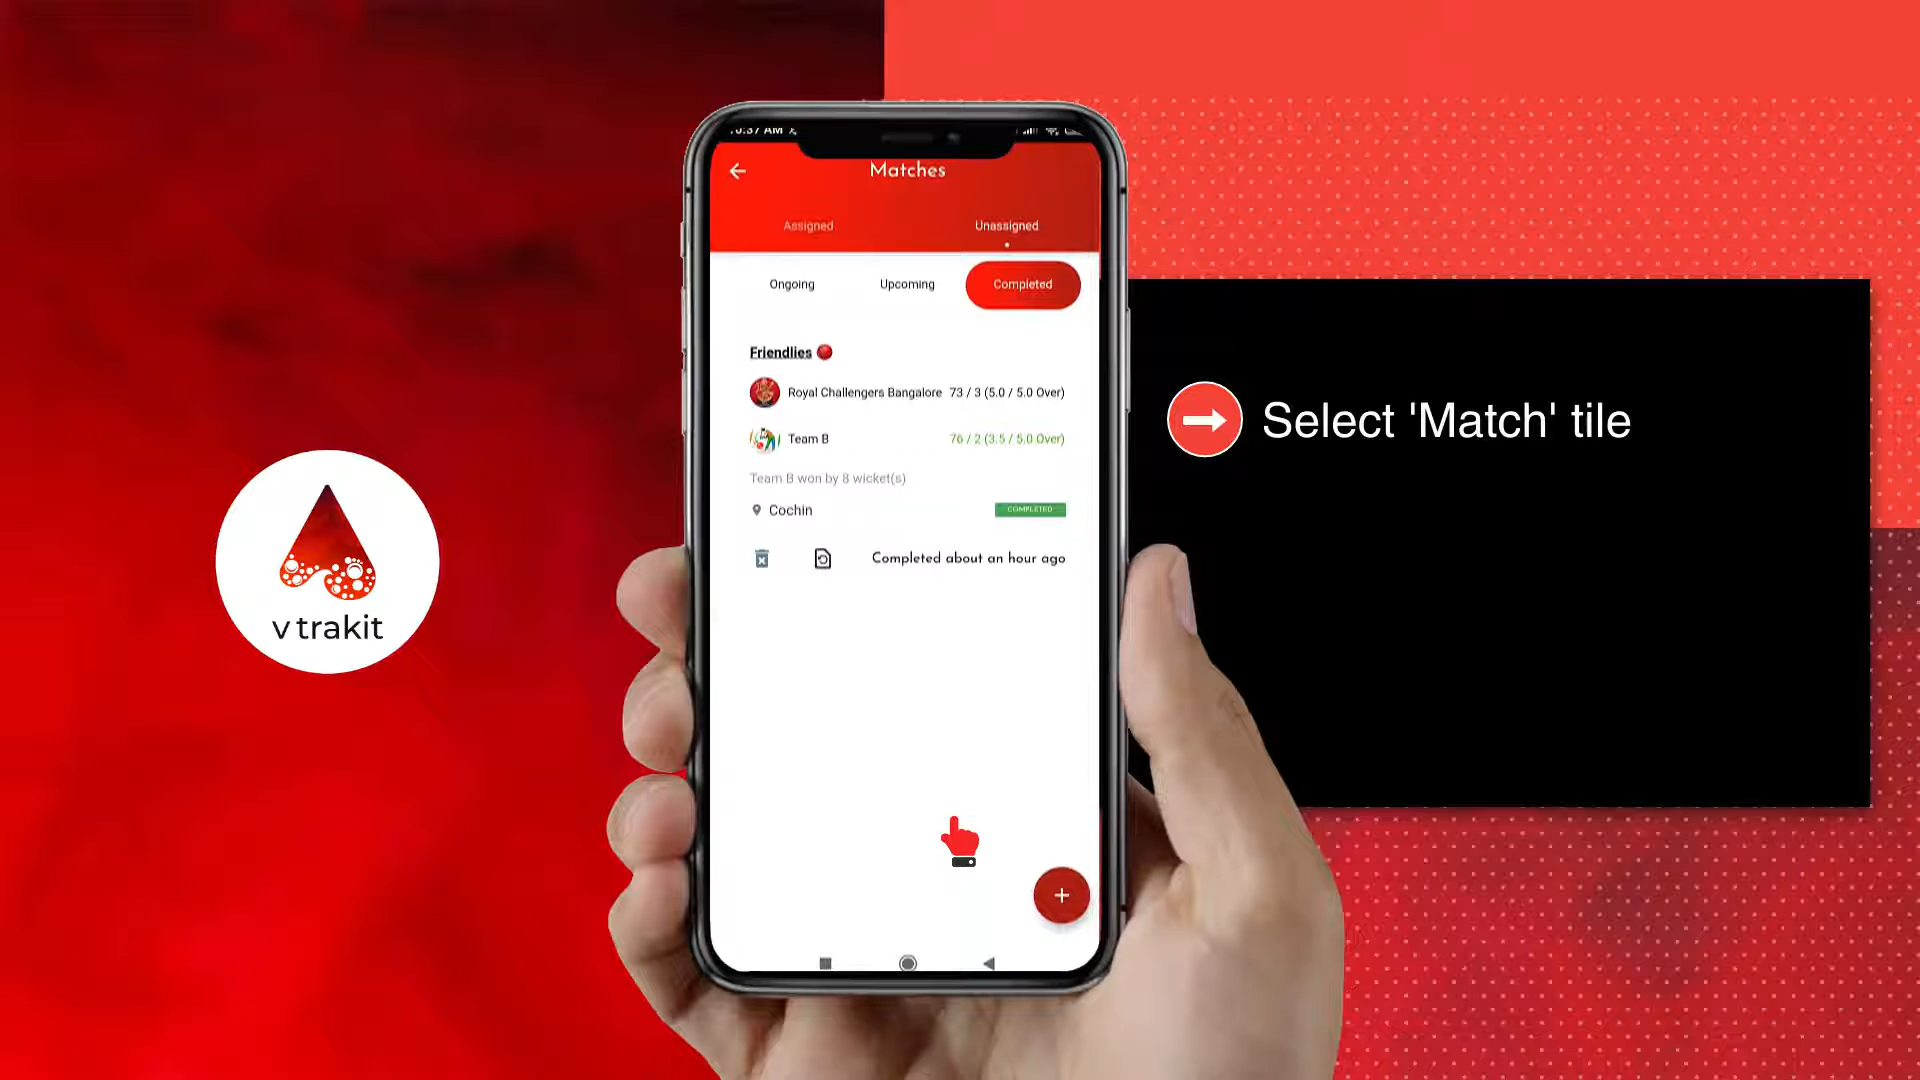 Matches
Assigned
Unassigned
Ongoing
Upcoming
Completed
Friendlies
Royal Challengers Bangalore 73 / 3 (5.0 / 5.0 Over)
Team B 76 / 2 (3.5 / 5.0 Over)
Team B won by 8 wicket(s)
Cochin
COMPLETED
Completed about an hour ago
+
Select 'Match' tile
v trakit